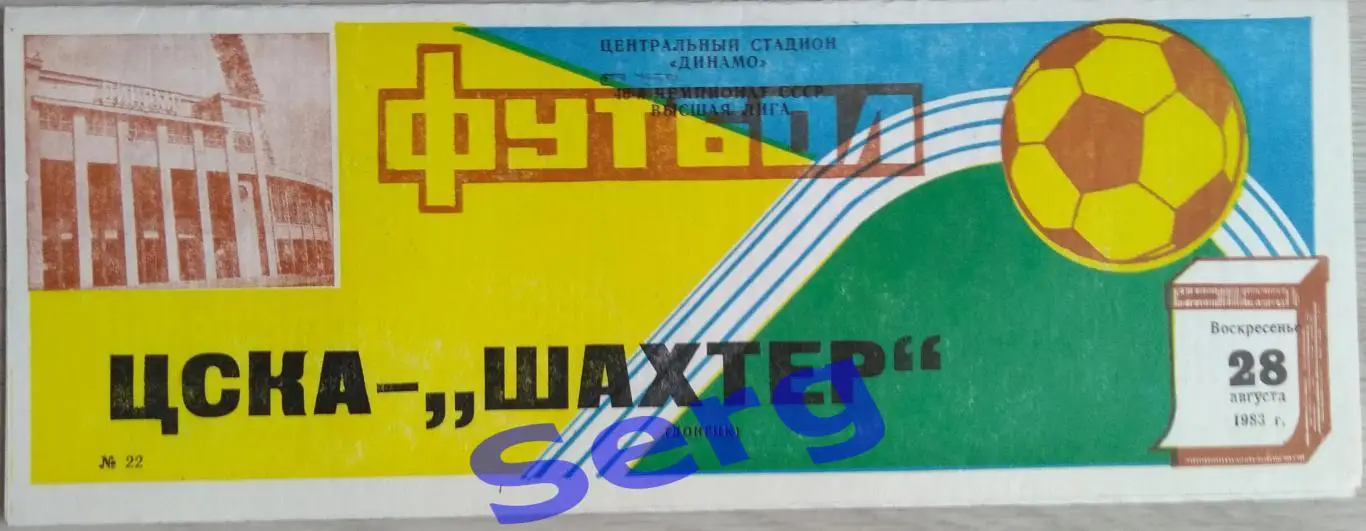 ЦЕНТРАЛЬНЫЙ СТАДИОН
«ДИНАМО»
ЧЕМПИОНАТ СССР
ВЫСШАЯ ЛИГА
ФУТБОЛ
ЦСКА-„ШАХТЕР“
(ДОНЕЦК)
№ 22
Воскресенье
28
августа
1983 г.
Serg